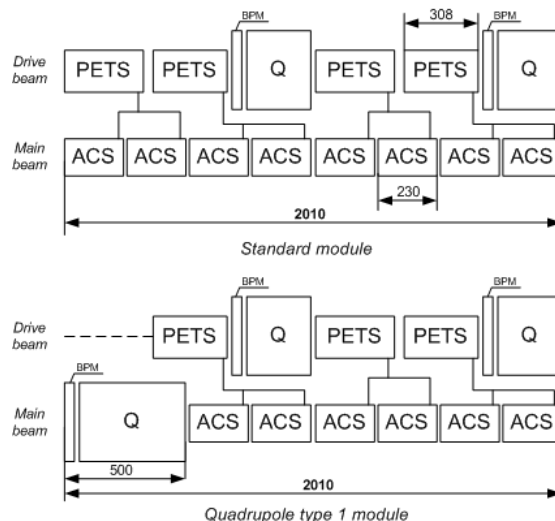 BPM 308 BPM
Drive beam PETS PETS Q PETS PETS Q
Main beam ACS ACS ACS ACS ACS ACS ACS ACS
230
2010
Standard module
BPM BPM
Drive beam PETS Q PETS PETS Q
BPM
Main beam Q ACS ACS ACS ACS ACS ACS
500
2010
Quadrupole type 1 module